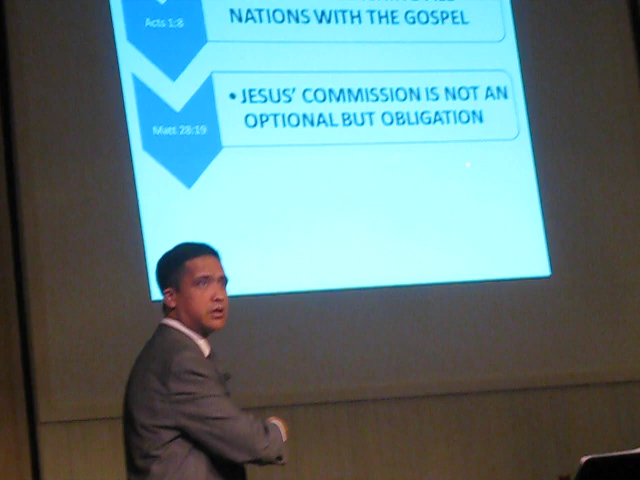 Acts 1:8
NATIONS WITH THE GOSPEL
Matt 28:19
• JESUS' COMMISSION IS NOT AN
OPTIONAL BUT OBLIGATION